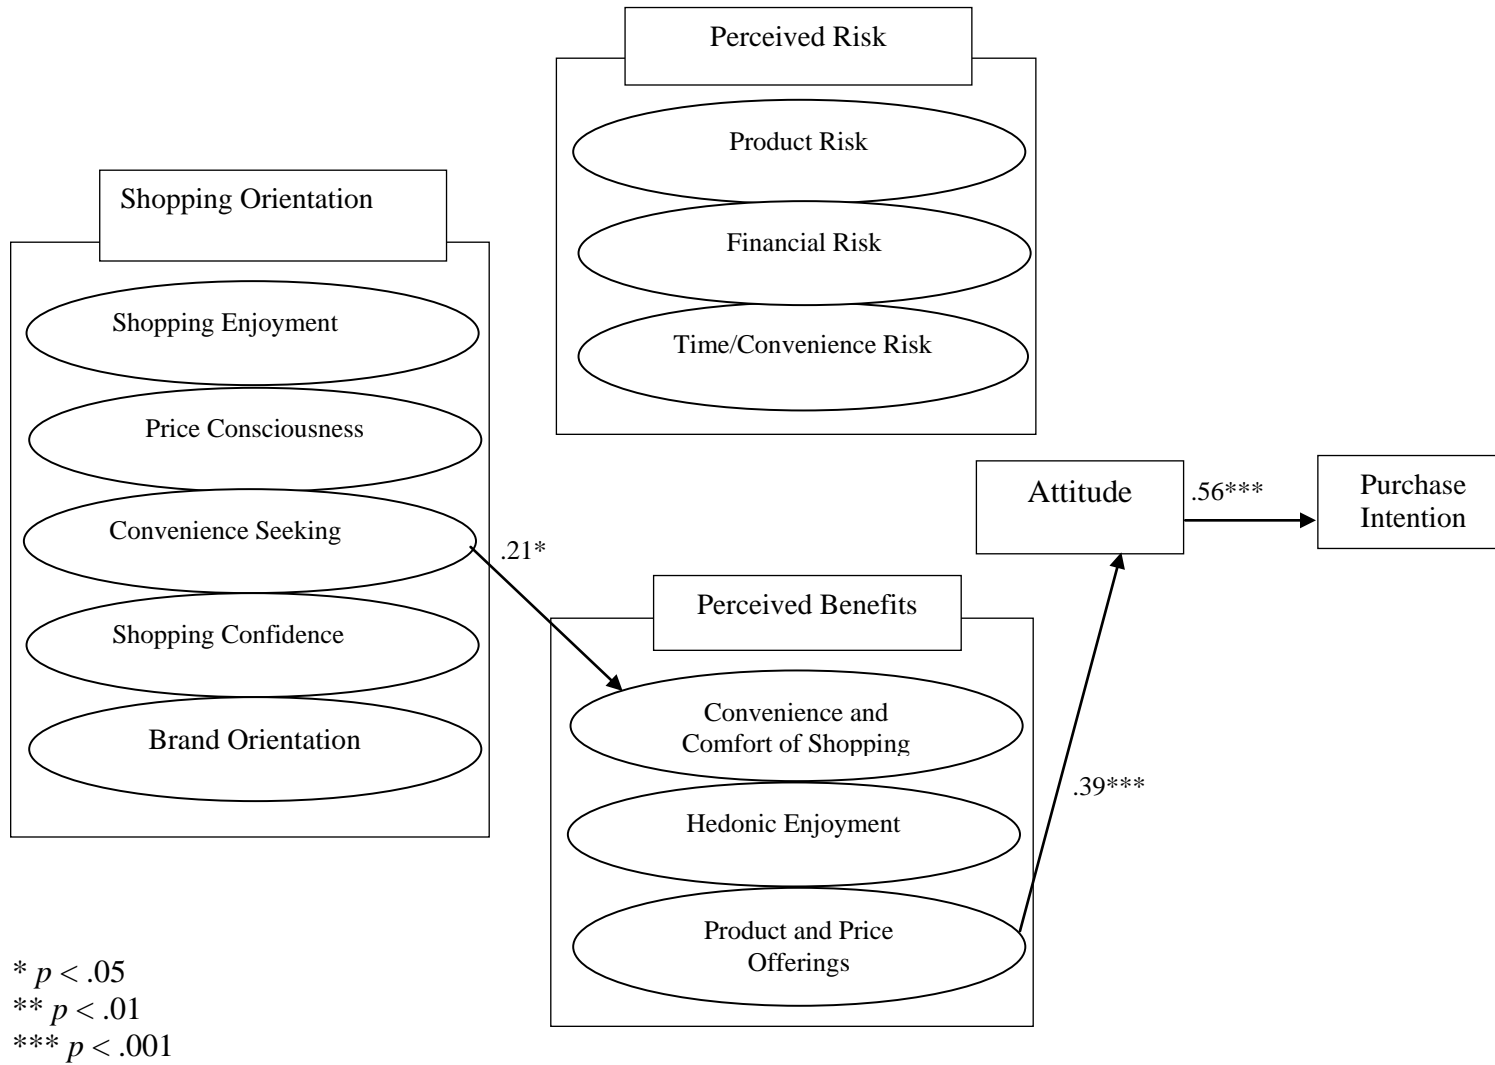 Perceived Risk
Product Risk
Financial Risk
Time/Convenience Risk
Shopping Orientation
Shopping Enjoyment
Price Consciousness
Convenience Seeking
Shopping Confidence
Brand Orientation
.21*
Perceived Benefits
Convenience and
Comfort of Shopping
Hedonic Enjoyment
Product and Price
Offerings
.39***
Attitude
.56***
Purchase
Intention
* p < .05
** p < .01
*** p < .001